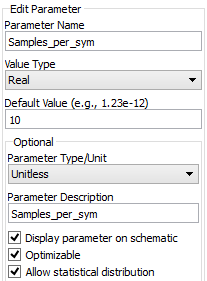 Edit Parameter
Parameter Name
Samples_per_sym
Value Type
Real
Default Value (e.g., 1.23e-12)
10
Optional
Parameter Type/Unit
Unitless
Parameter Description
Samples_per_sym
Display parameter on schematic
Optimizable
Allow statistical distribution